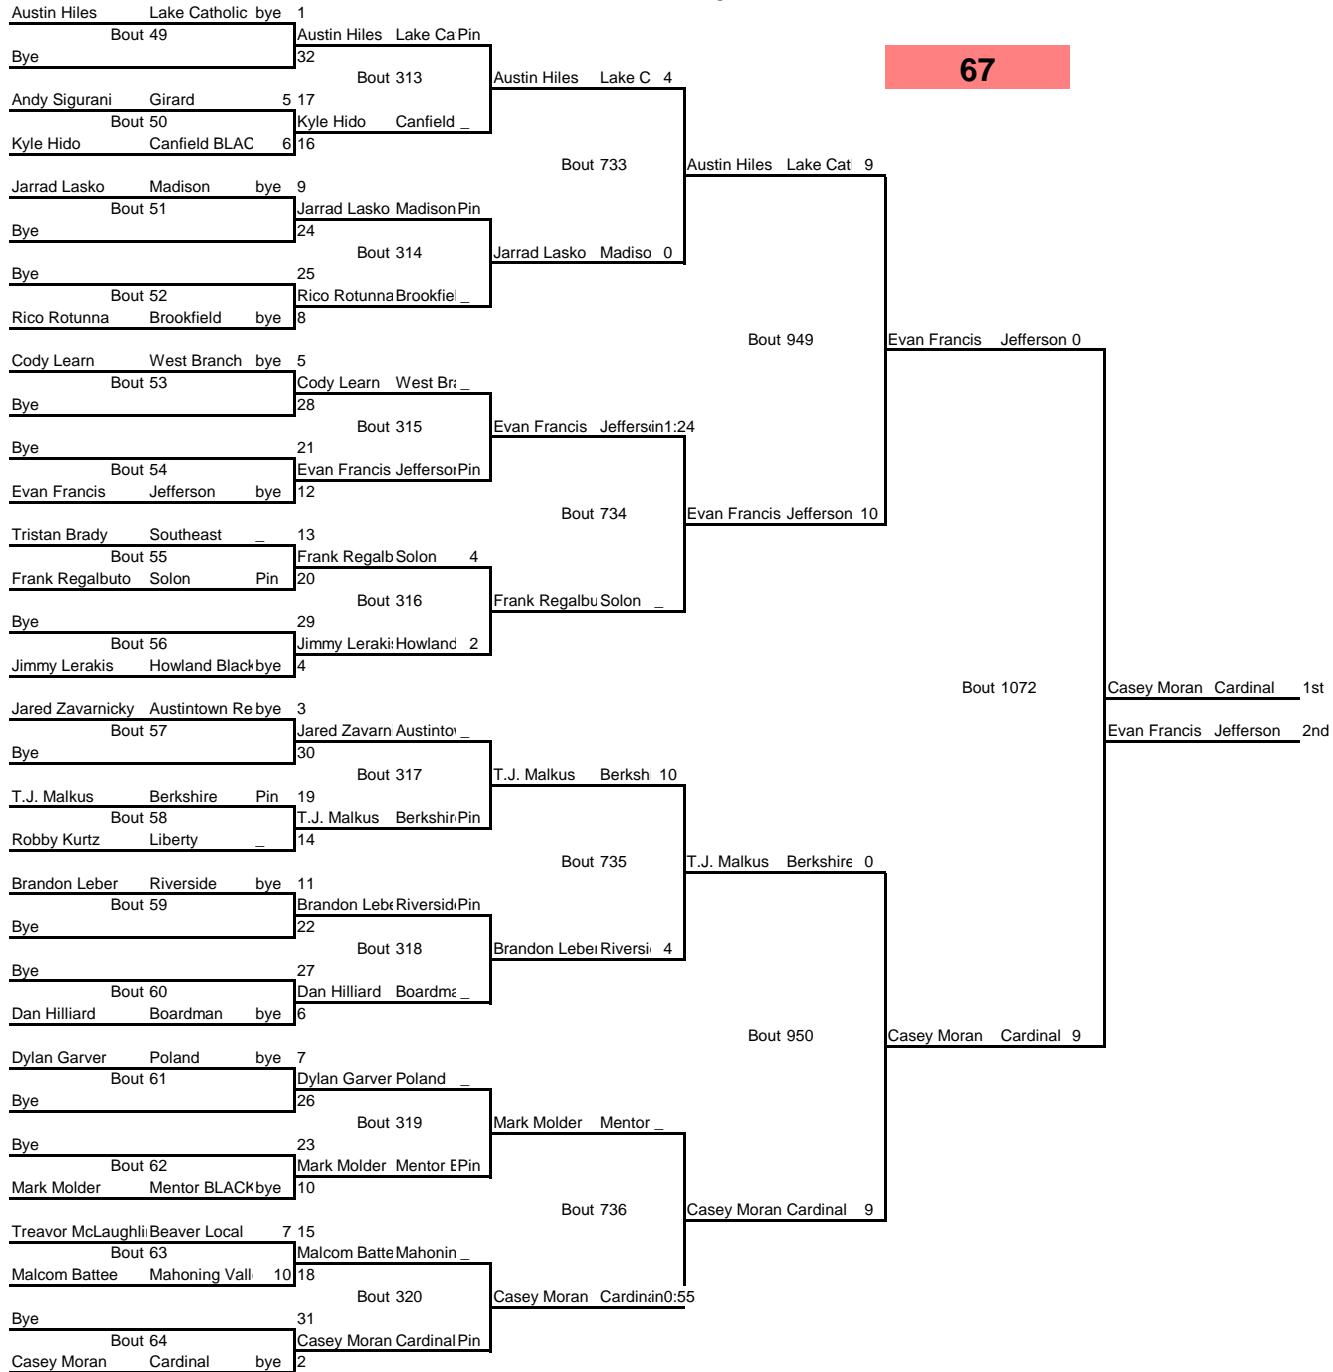 Austin Hiles Lake Catholic bye 1
Bout 49 Austin Hiles Lake Ca Pin
Bye 32
67
Bout 313 Austin Hiles Lake C 4
Andy Sigurani Girard 5 17
Bout 50 Kyle Hido Canfield _
Kyle Hido Canfield BLAC 6 16
Bout 733 Austin Hiles Lake Cat 9
Jarrad Lasko Madison bye 9
Bout 51 Jarrad Lasko Madison Pin
Bye 24
Bout 314 Jarrad Lasko Madiso 0
Bye 25
Bout 52 Rico Rotunna Brookfiel _
Rico Rotunna Brookfield bye 8
Bout 949 Evan Francis Jefferson 0
Cody Learn West Branch bye 5
Bout 53 Cody Learn West Bra _
Bye 28
Bout 315 Evan Francis Jeffers in1:24
Bye 21
Bout 54 Evan Francis Jefferson Pin
Evan Francis Jefferson bye 12
Bout 734 Evan Francis Jefferson 10
Tristan Brady Southeast _ 13
Bout 55 Frank Regalb Solon 4
Frank Regalbuto Solon Pin 20
Bout 316 Frank Regalbu Solon _
Bye 29
Bout 56 Jimmy Lerakis Howland 2
Jimmy Lerakis Howland Black bye 4
Bout 1072 Casey Moran Cardinal 1st
Jared Zavarnicky Austintown Re bye 3
Bout 57 Jared Zavarn Austintow _ Evan Francis Jefferson 2nd
Bye 30
Bout 317 T.J. Malkus Berksh 10
T.J. Malkus Berkshire Pin 19
Bout 58 T.J. Malkus Berkshir Pin
Robby Kurtz Liberty _ 14
Bout 735 T.J. Malkus Berkshire 0
Brandon Leber Riverside bye 11
Bout 59 Brandon Lebe Riverside Pin
Bye 22
Bout 318 Brandon Leber Riversi 4
Bye 27
Bout 60 Dan Hilliard Boardma _
Dan Hilliard Boardman bye 6
Bout 950 Casey Moran Cardinal 9
Dylan Garver Poland bye 7
Bout 61 Dylan Garver Poland _
Bye 26
Bout 319 Mark Molder Mentor _
Bye 23
Bout 62 Mark Molder Mentor B Pin
Mark Molder Mentor BLACK bye 10
Bout 736 Casey Moran Cardinal 9
Treavor McLaughli Beaver Local 7 15
Bout 63 Malcom Batte Mahonin _
Malcom Battee Mahoning Vall 10 18
Bout 320 Casey Moran Cardina in0:55
Bye 31
Bout 64 Casey Moran Cardinal Pin
Casey Moran Cardinal bye 2